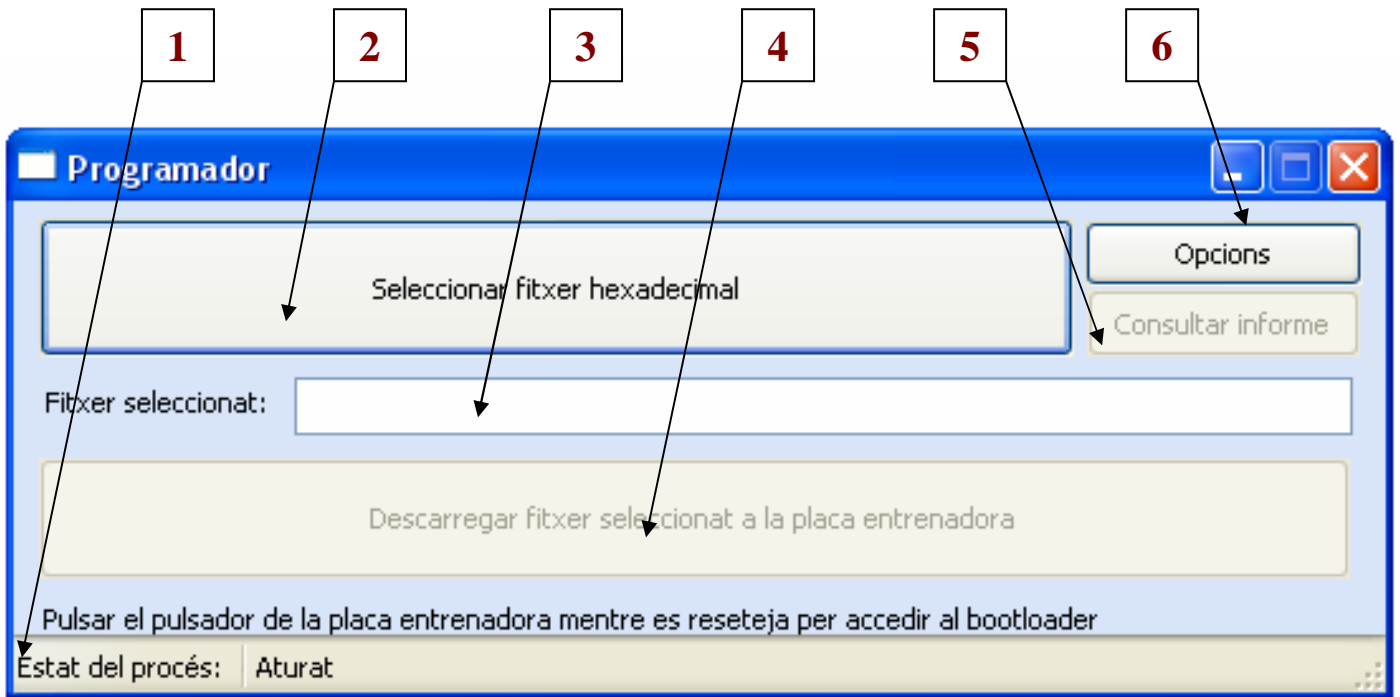 1 2 3 4 5 6
Programador
Seleccionar fitxer hexadecimal
Opcions
Consultar informe
Fitxer seleccionat:
Descarregar fitxer seleccionat a la placa entrenadora
Pulsar el pulsador de la placa entrenadora mentre es reseteja per accedir al bootloader
Estat del procés: Aturat